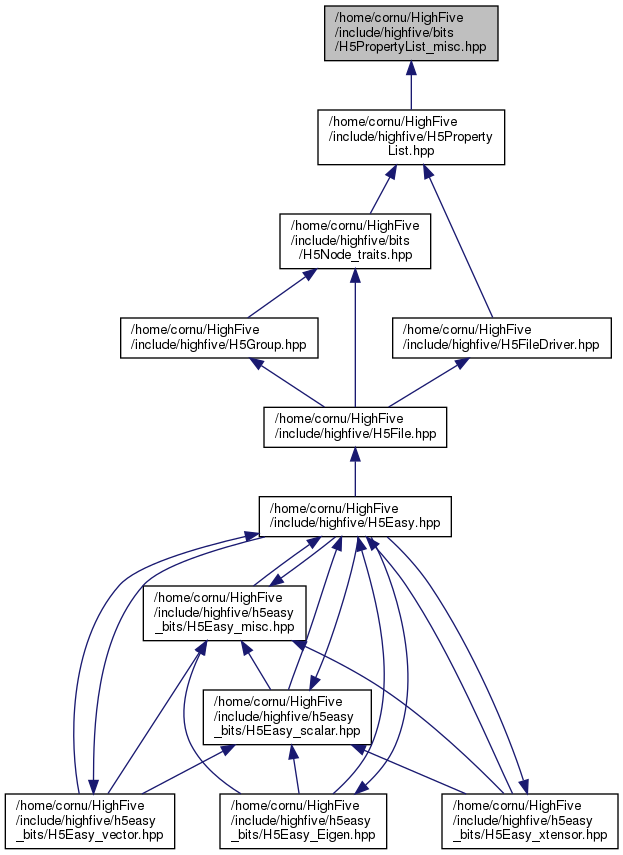 /home/cornu/HighFive
include/highfive/bits
/H5PropertyList_misc.hpp
/home/cornu/HighFive
/include/highfive/H5Property
List.hpp
/home/cornu/HighFive
/include/highfive/bits
/H5Node_traits.hpp
/home/cornu/HighFive
/include/highfive/H5Group.hpp
/home/cornu/HighFive
/include/highfive/H5FileDriver.hpp
/home/cornu/HighFive
/include/highfive/H5File.hpp
/home/cornu/HighFive
/include/highfive/H5Easy.hpp
/home/cornu/HighFive
/include/highfive/h5easy
_bits/H5Easy_misc.hpp
/home/cornu/HighFive
/include/highfive/h5easy
_bits/H5Easy_scalar.hpp
/home/cornu/HighFive
/include/highfive/h5easy
_bits/H5Easy_vector.hpp
/home/cornu/HighFive
/include/highfive/h5easy
_bits/H5Easy_Eigen.hpp
/home/cornu/HighFive
/include/highfive/h5easy
_bits/H5Easy_xtensor.hpp